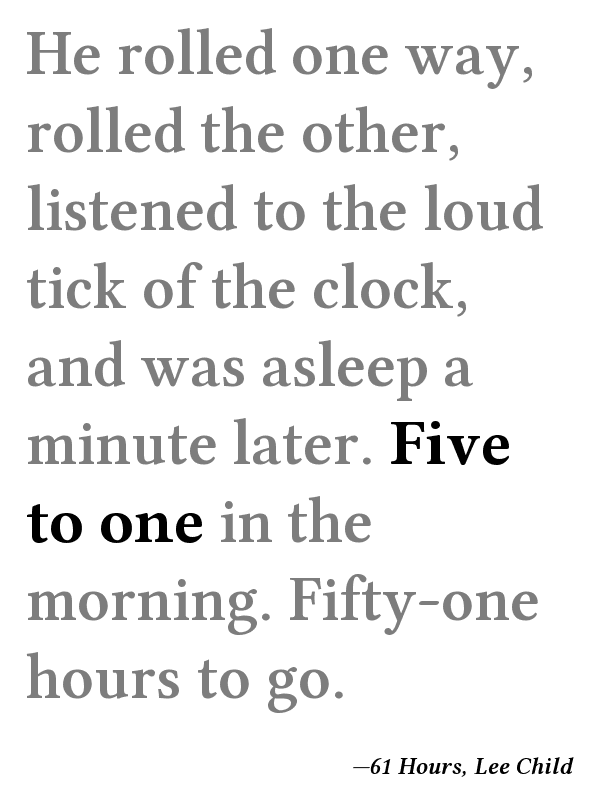 He rolled one way,
rolled the other,
listened to the loud
tick of the clock,
and was asleep a
minute later. Five
to one in the
morning. Fifty-one
hours to go.
—61 Hours, Lee Child